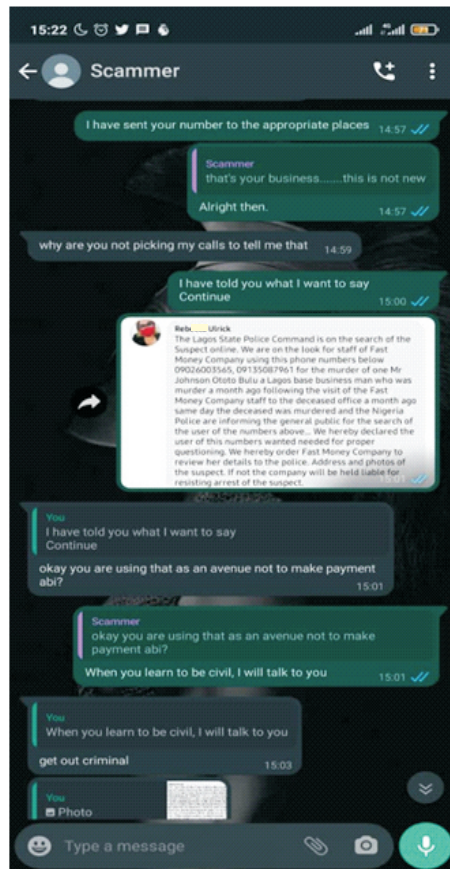 15:22
Scammer
I have sent your number to the appropriate places 14:57
Scammer
that's your business.......this is not new
Alright then. 14:57
why are you not picking my calls to tell me that 14:59
I have told you what I want to say
Continue 15:00
Ulrick
The Lagos State Police Command is on the search of the
Suspect online. We are on the look for staff of Fast
Money Company using this phone numbers below
09026003565, 09135087961 for the murder of one Mr
Johnson Ototo Bulu a Lagos base business man who was
murder a month ago following the visit of the Fast
Money Company staff to the deceased office a month ago
same day the deceased was murdered and the Nigeria
Police are informing the general public for the search of
the user of the numbers above... We hereby declared the
user of this numbers wanted needed for proper
questioning. We hereby order Fast Money Company to
review her details to the police. Address and photos of
the suspect. If not the company will be held liable for
resisting arrest of the suspect. 15:01
You
I have told you what I want to say
Continue
okay you are using that as an avenue not to make payment
abi? 15:01
Scammer
okay you are using that as an avenue not to make
payment abi?
When you learn to be civil, I will talk to you 15:01
You
When you learn to be civil, I will talk to you
get out criminal 15:03
You
Photo
Type a message